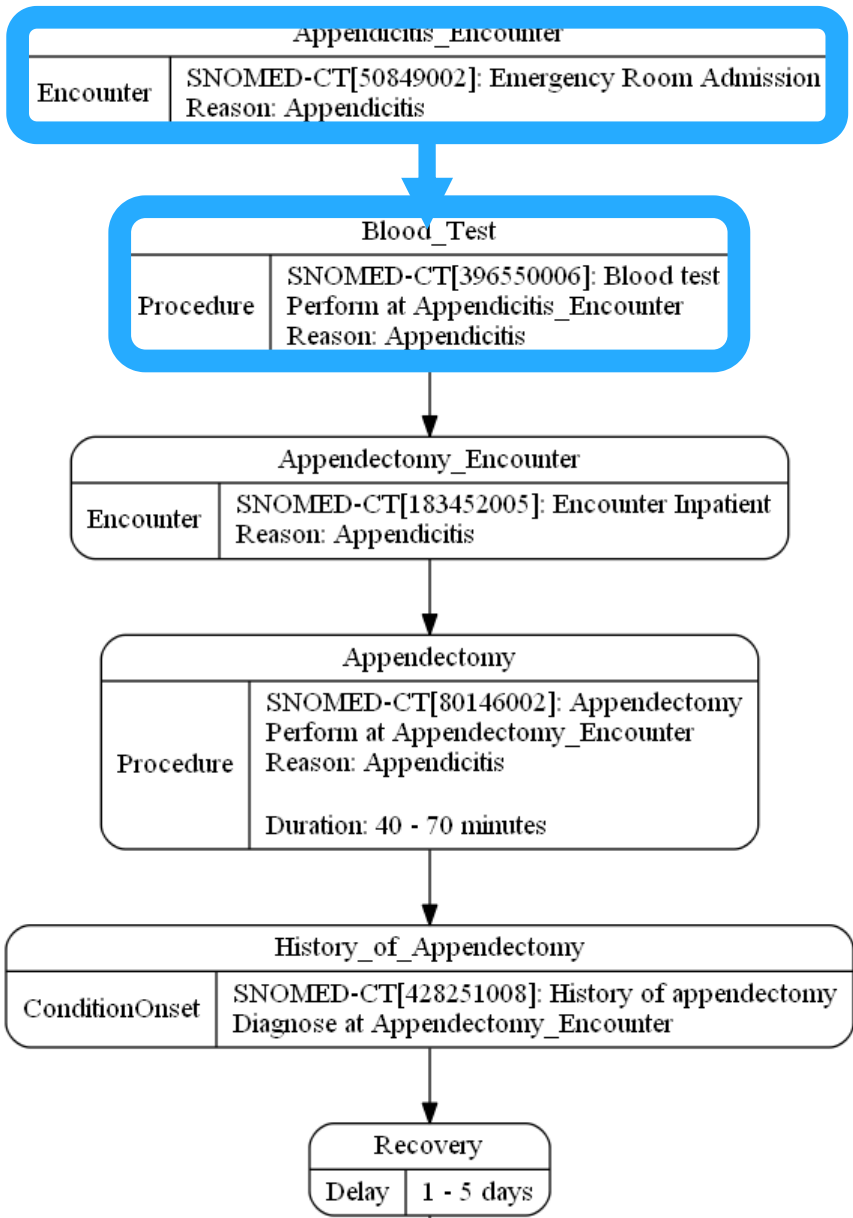 Appendicitis_Encounter
Encounter
SNOMED-CT[50849002]: Emergency Room Admission
Reason: Appendicitis
Blood_Test
Procedure
SNOMED-CT[396550006]: Blood test
Perform at Appendicitis_Encounter
Reason: Appendicitis
Appendectomy_Encounter
Encounter
SNOMED-CT[183452005]: Encounter Inpatient
Reason: Appendicitis
Appendectomy
Procedure
SNOMED-CT[80146002]: Appendectomy
Perform at Appendectomy_Encounter
Reason: Appendicitis
Duration: 40 - 70 minutes
History_of_Appendectomy
ConditionOnset
SNOMED-CT[428251008]: History of appendectomy
Diagnose at Appendectomy_Encounter
Recovery
Delay
1 - 5 days